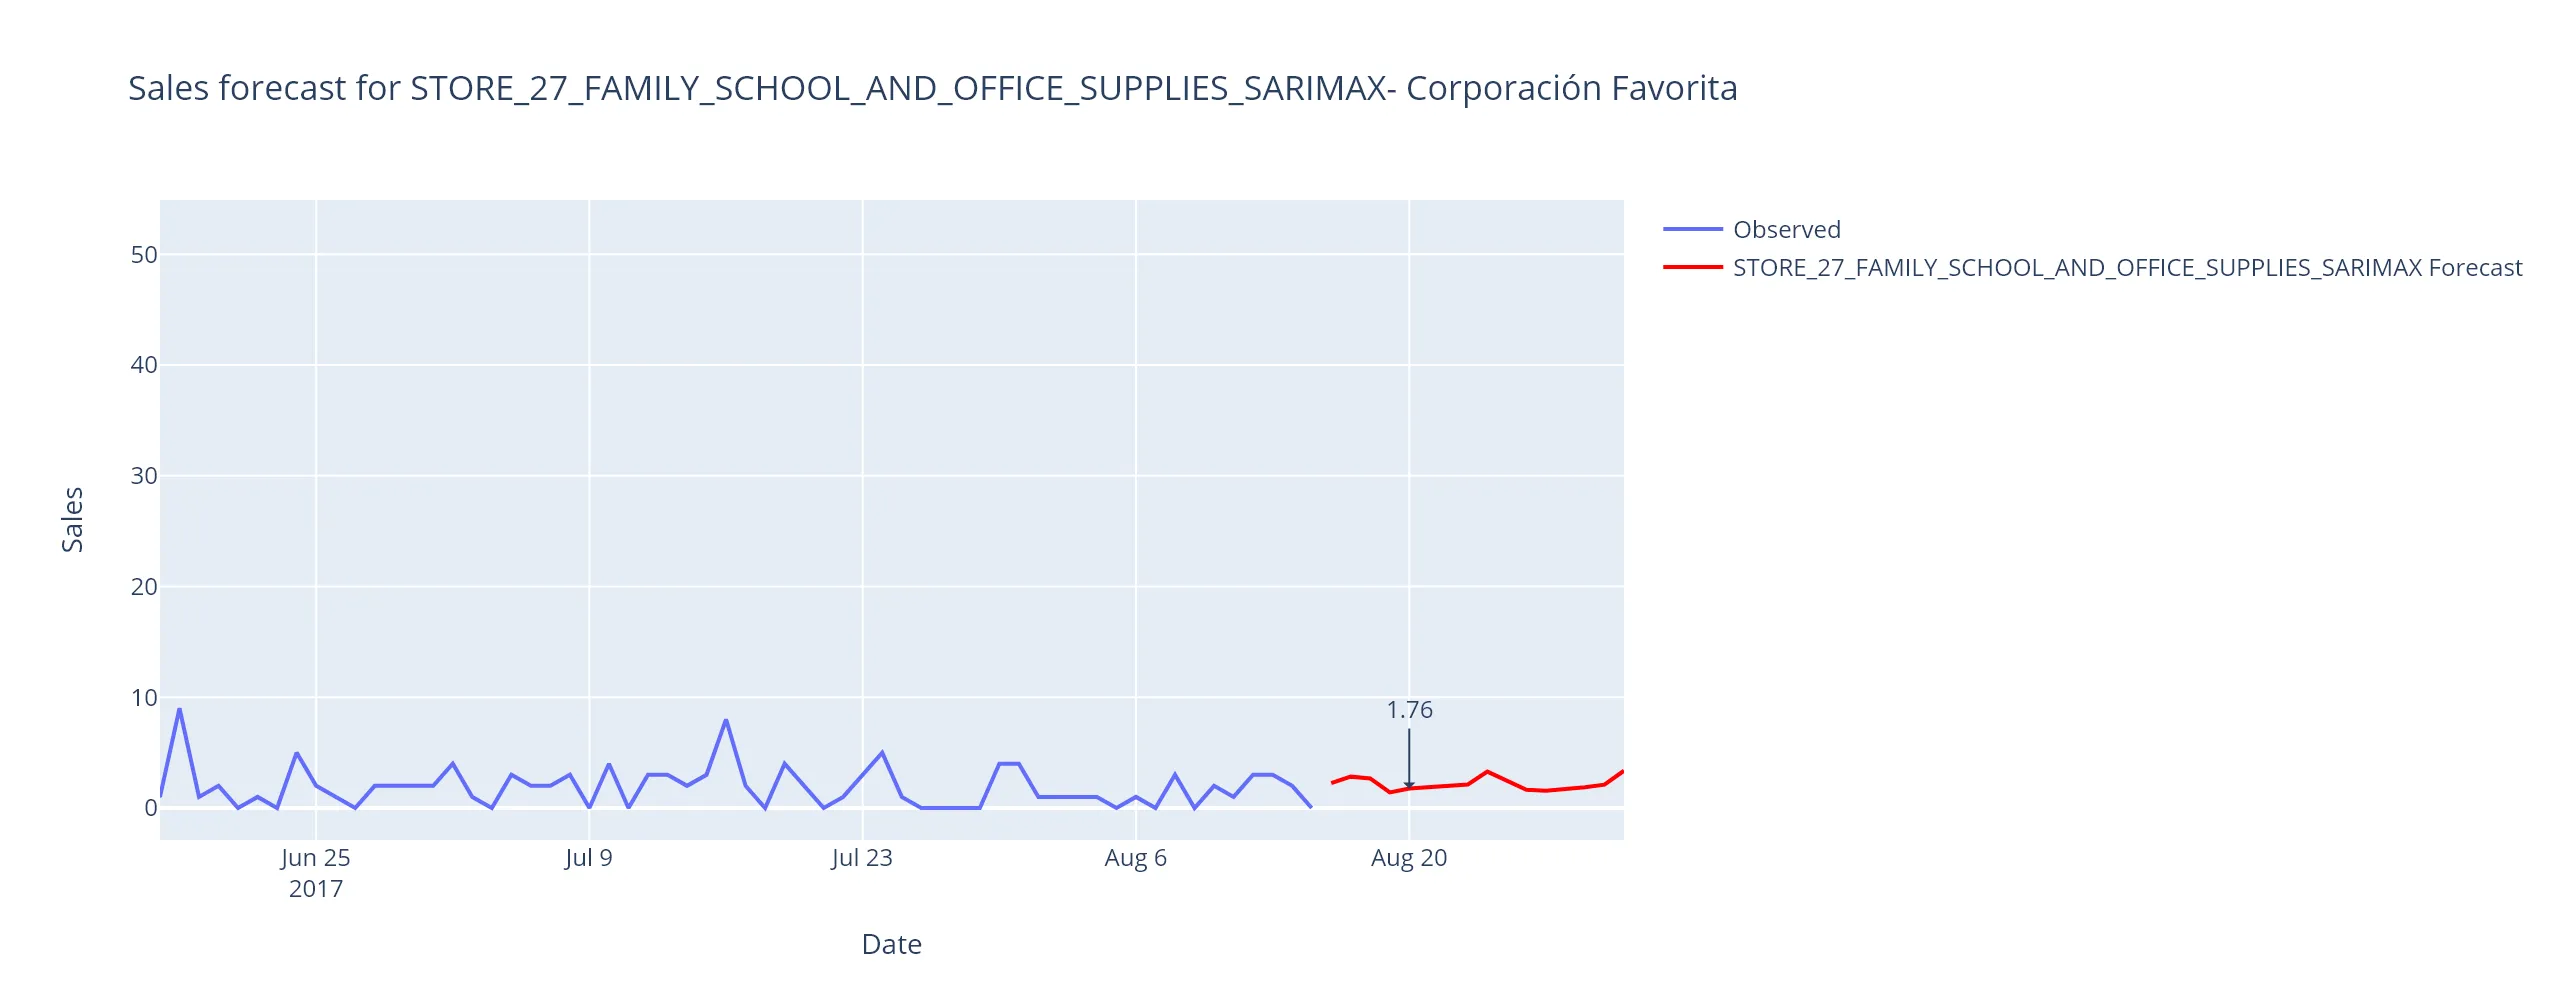 Sales forecast for STORE_27_FAMILY_SCHOOL_AND_OFFICE_SUPPLIES_SARIMAX- Corporación Favorita
Observed
STORE_27_FAMILY_SCHOOL_AND_OFFICE_SUPPLIES_SARIMAX Forecast
50
40
30
20
10
0
Sales
1.76
Jun 25
2017
Jul 9
Jul 23
Aug 6
Aug 20
Date